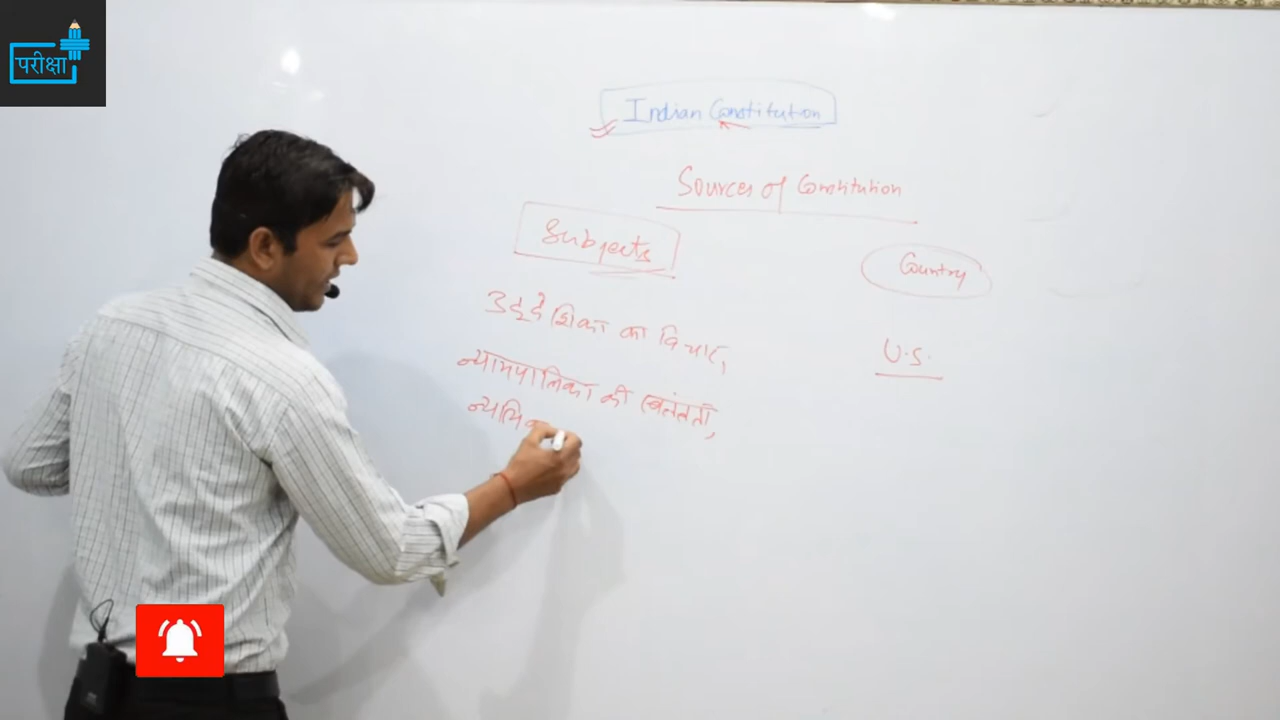 परीक्षा
Indian Constitution
Sources of Constitution
Subjects
Country
उद्देशिका का विचार,
U.S.
न्यायपालिका की स्वतंत्रता,
न्यायिक